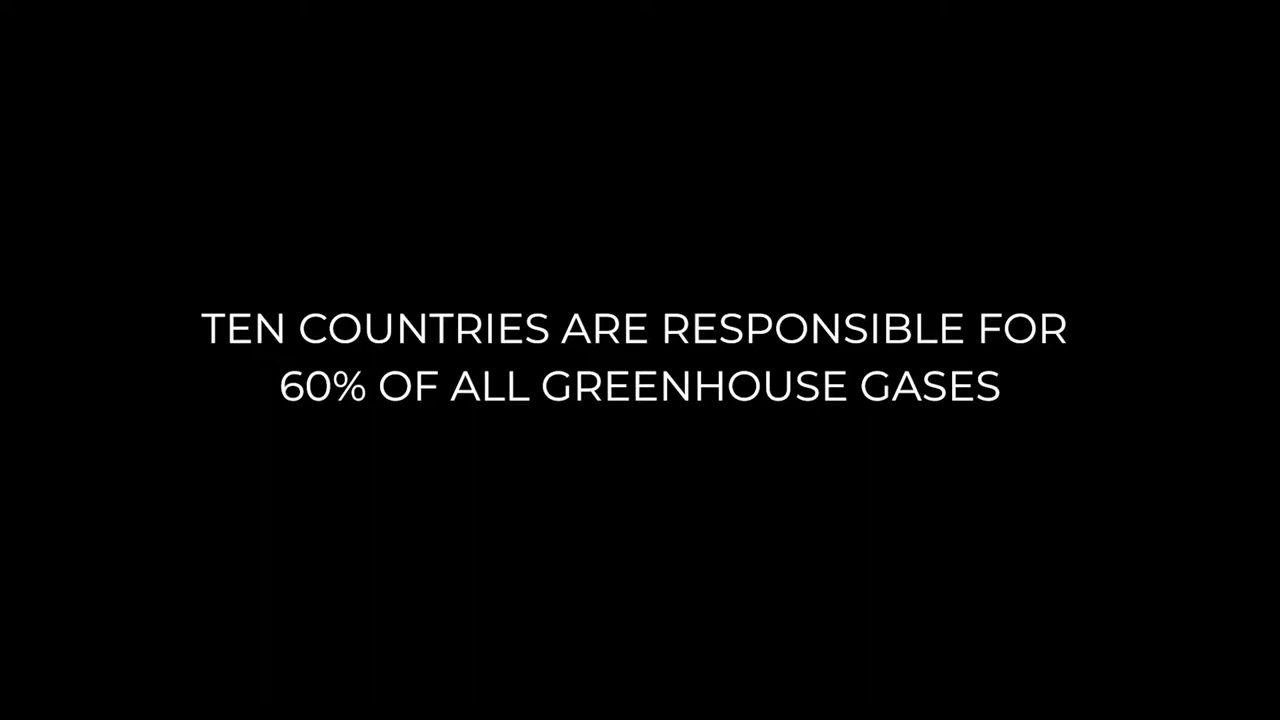 TEN COUNTRIES ARE RESPONSIBLE FOR
60% OF ALL GREENHOUSE GASES